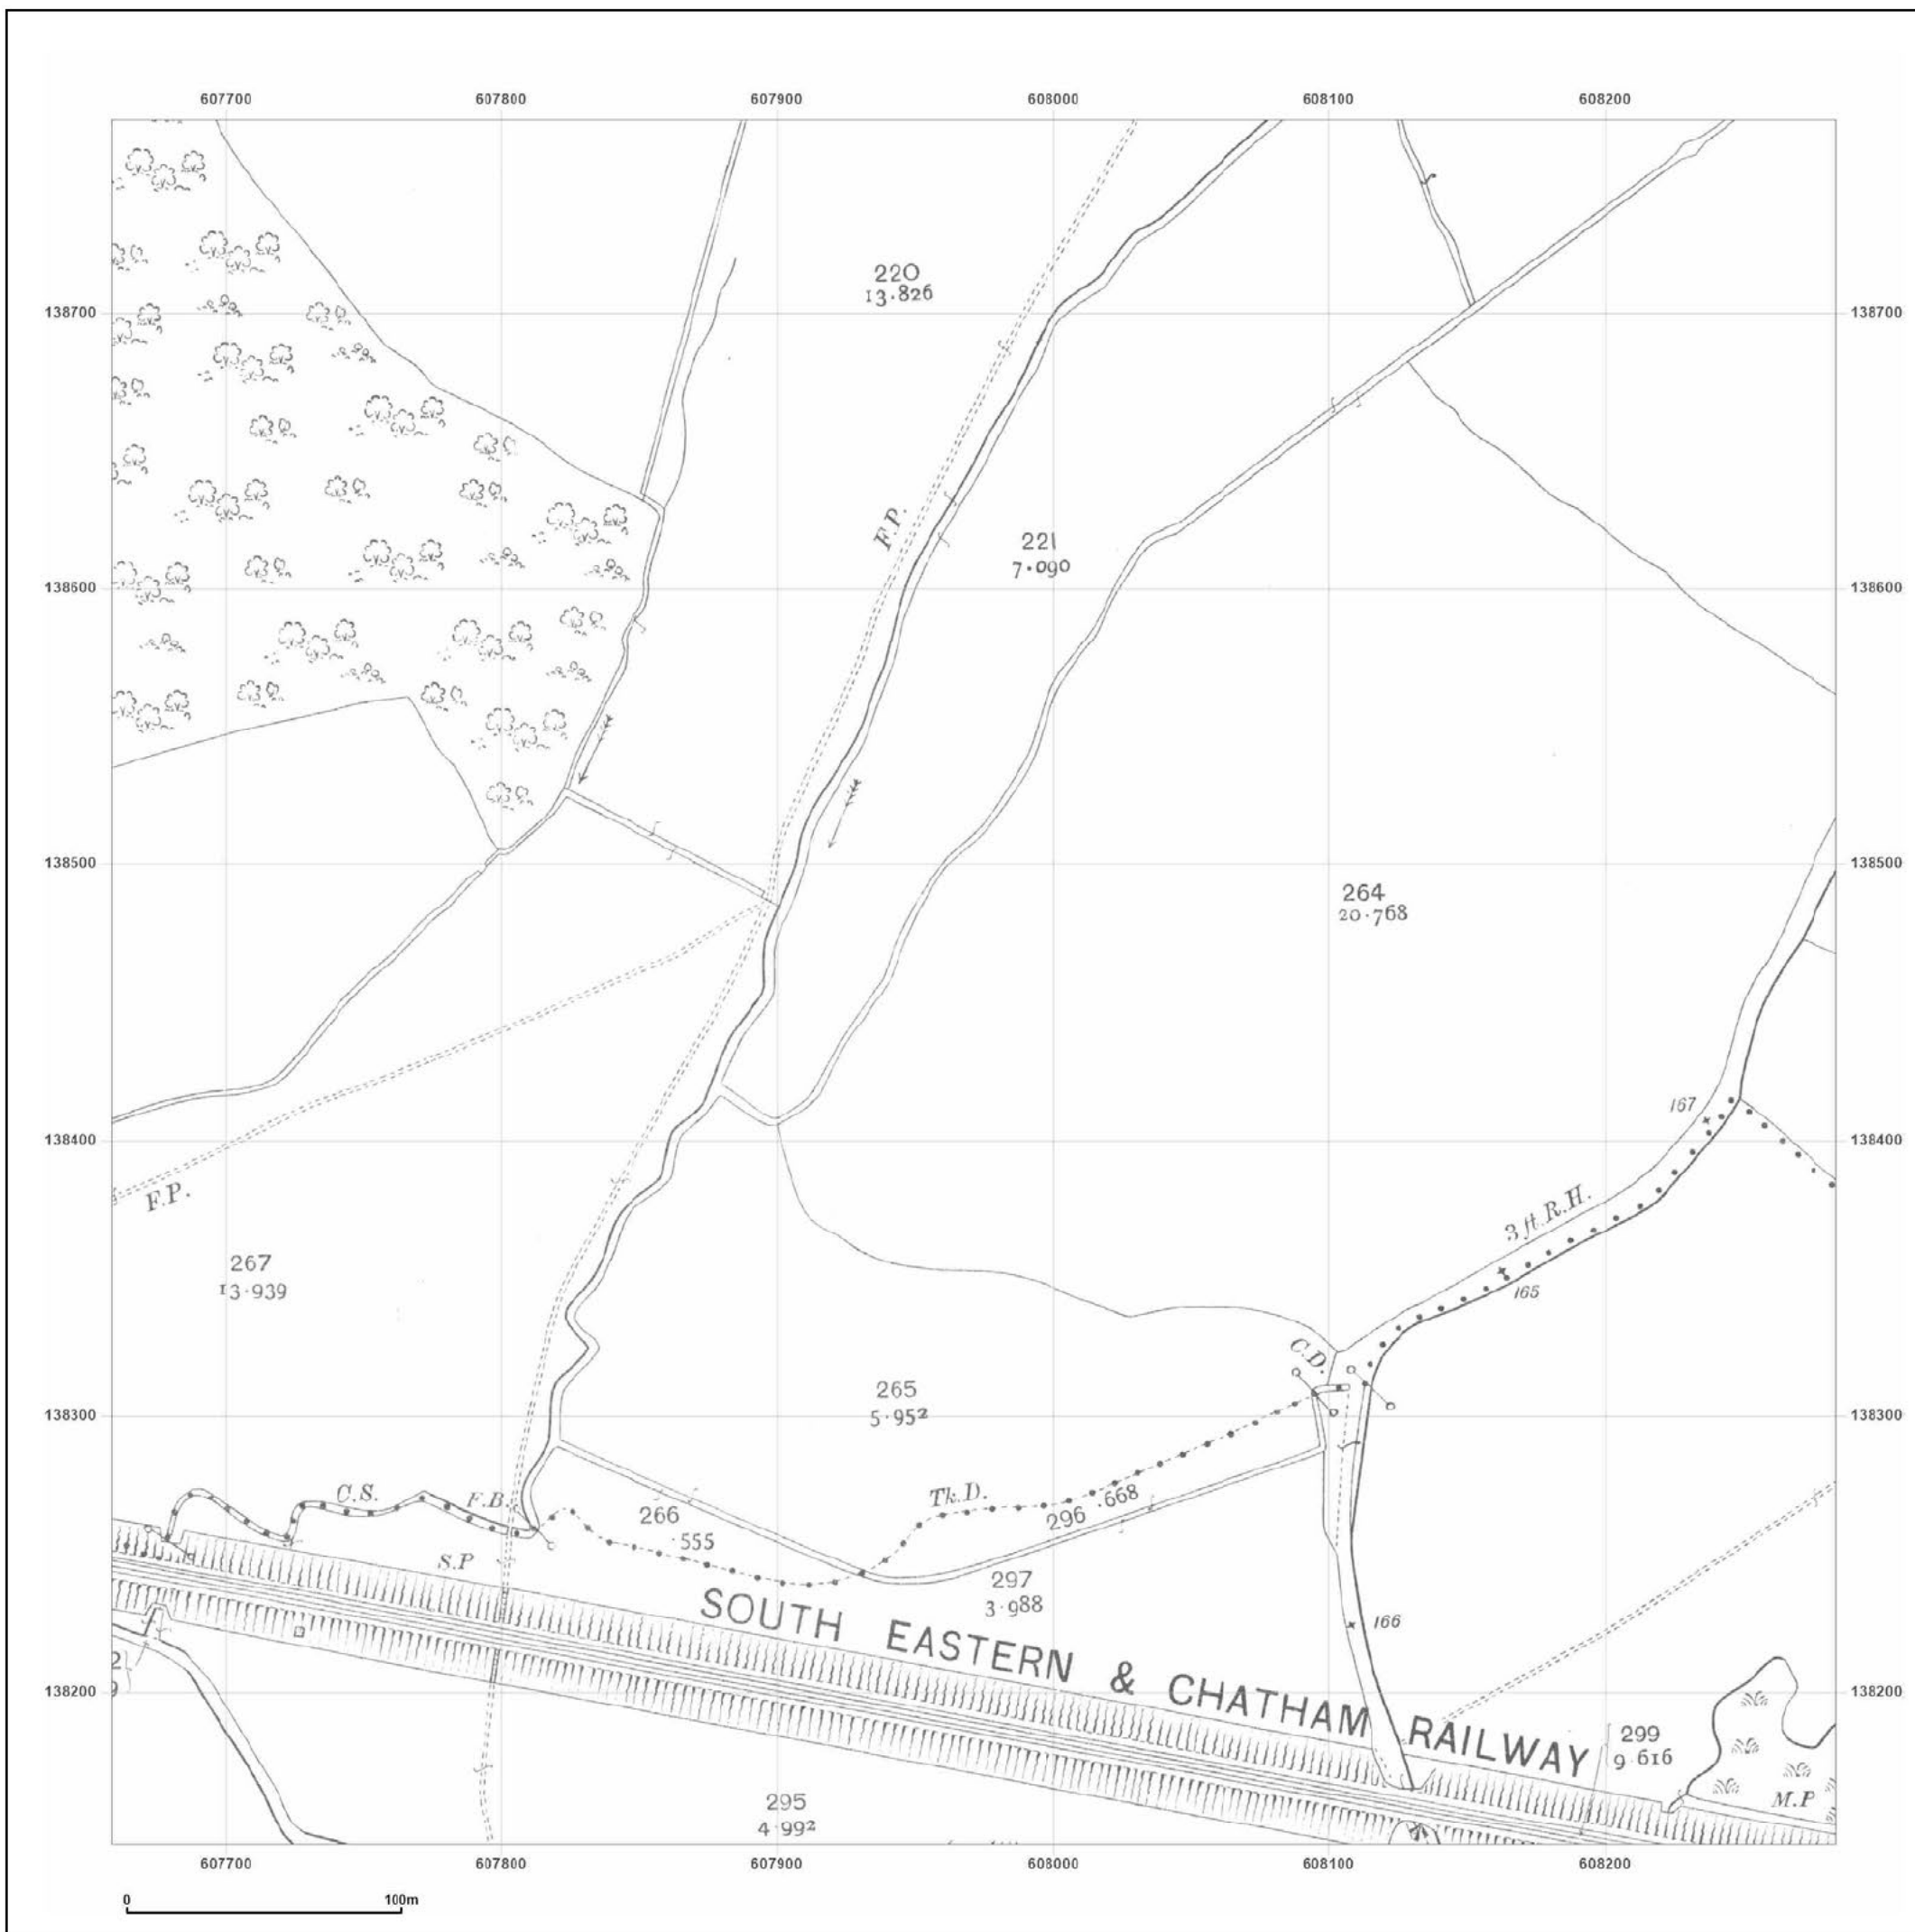 607700 607800 607900 608000 608100 608200
220
13·826
138700 138700
F.P.
221
7·090
138600 138600
138500 138500
264
20·768
167
138400 138400
F.P.
3 ft. R.H.
267
13·939
165
C.D.
265
5·952
138300 138300
C.S.
F.B.
Tk.D.
266
·555
296 ·668
S.P
297
3·988
SOUTH EASTERN & CHATHAM RAILWAY
166
2
9
138200 138200
299
9·616
M.P
295
4·992
607700 607800 607900 608000 608100 608200
0 100m